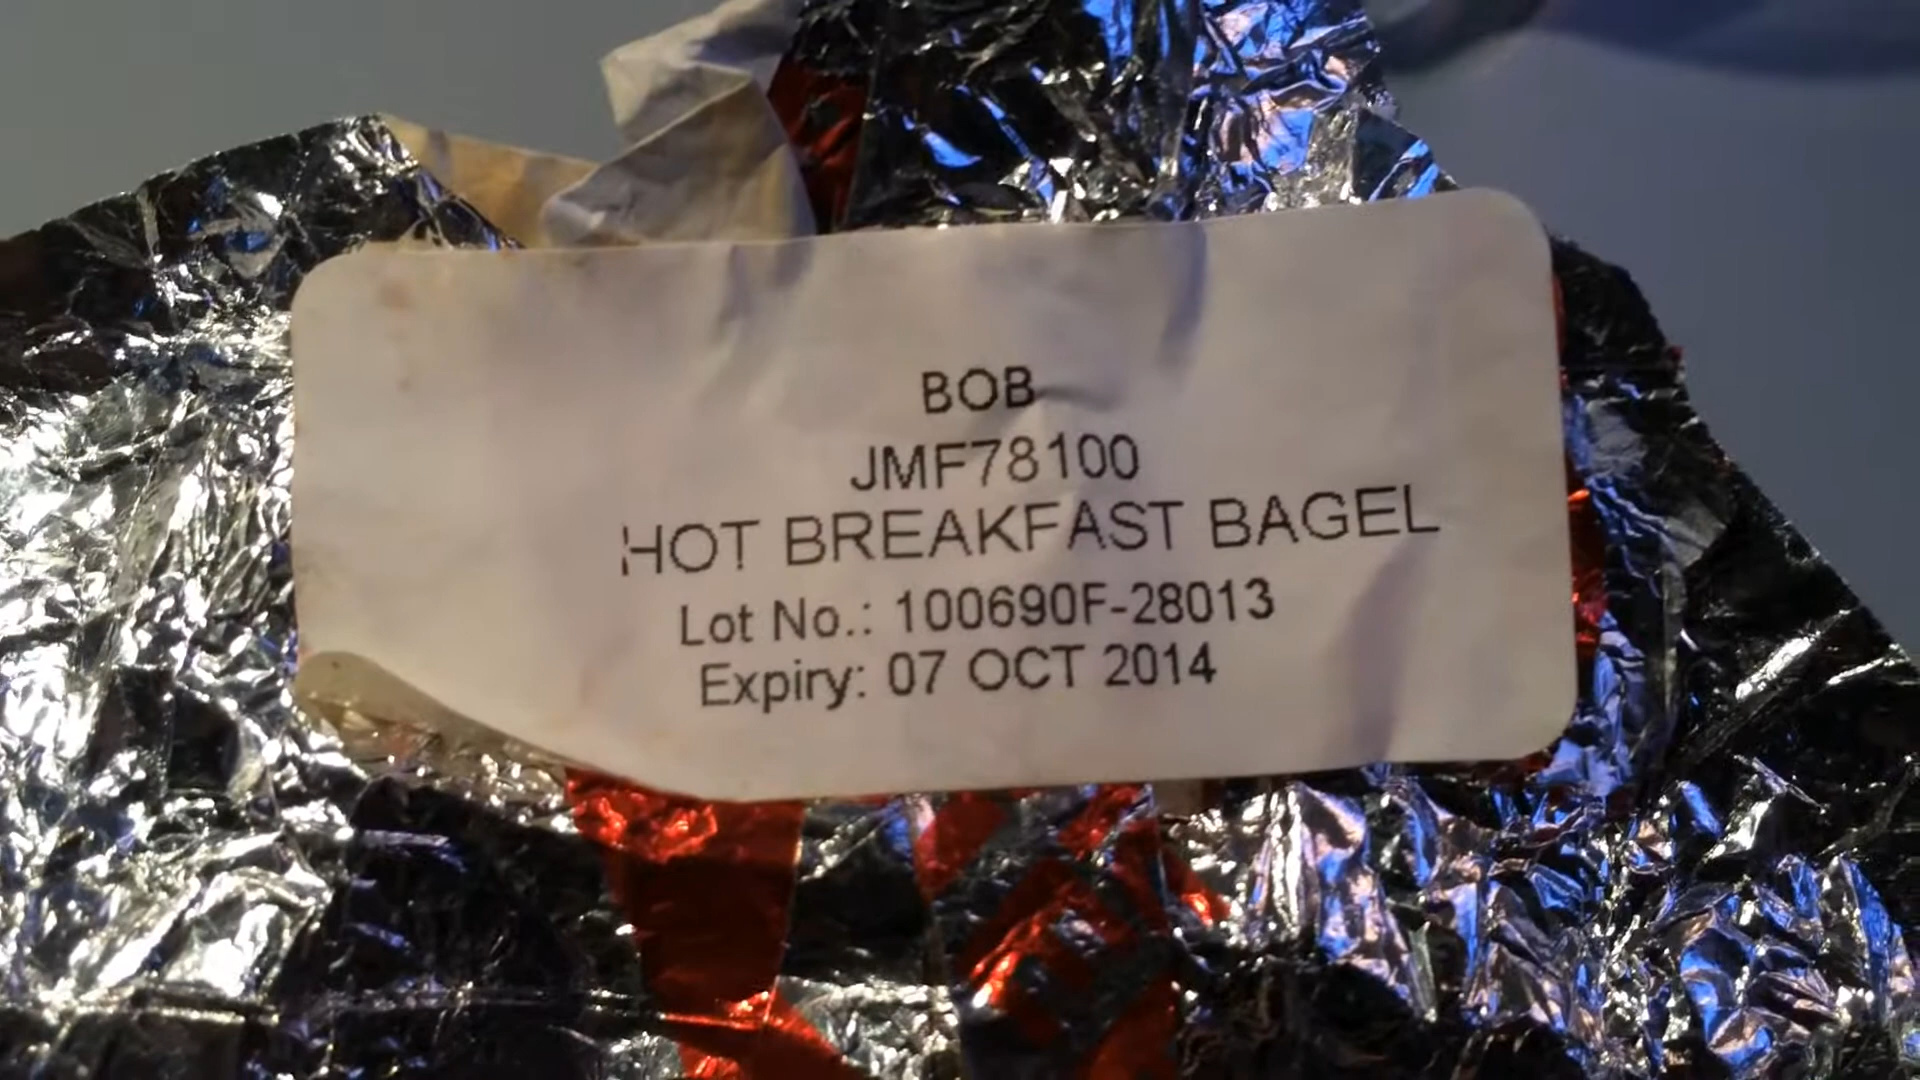 BOB
JMF78100
HOT BREAKFAST BAGEL
Lot No.: 100690F-28013
Expiry: 07 OCT 2014